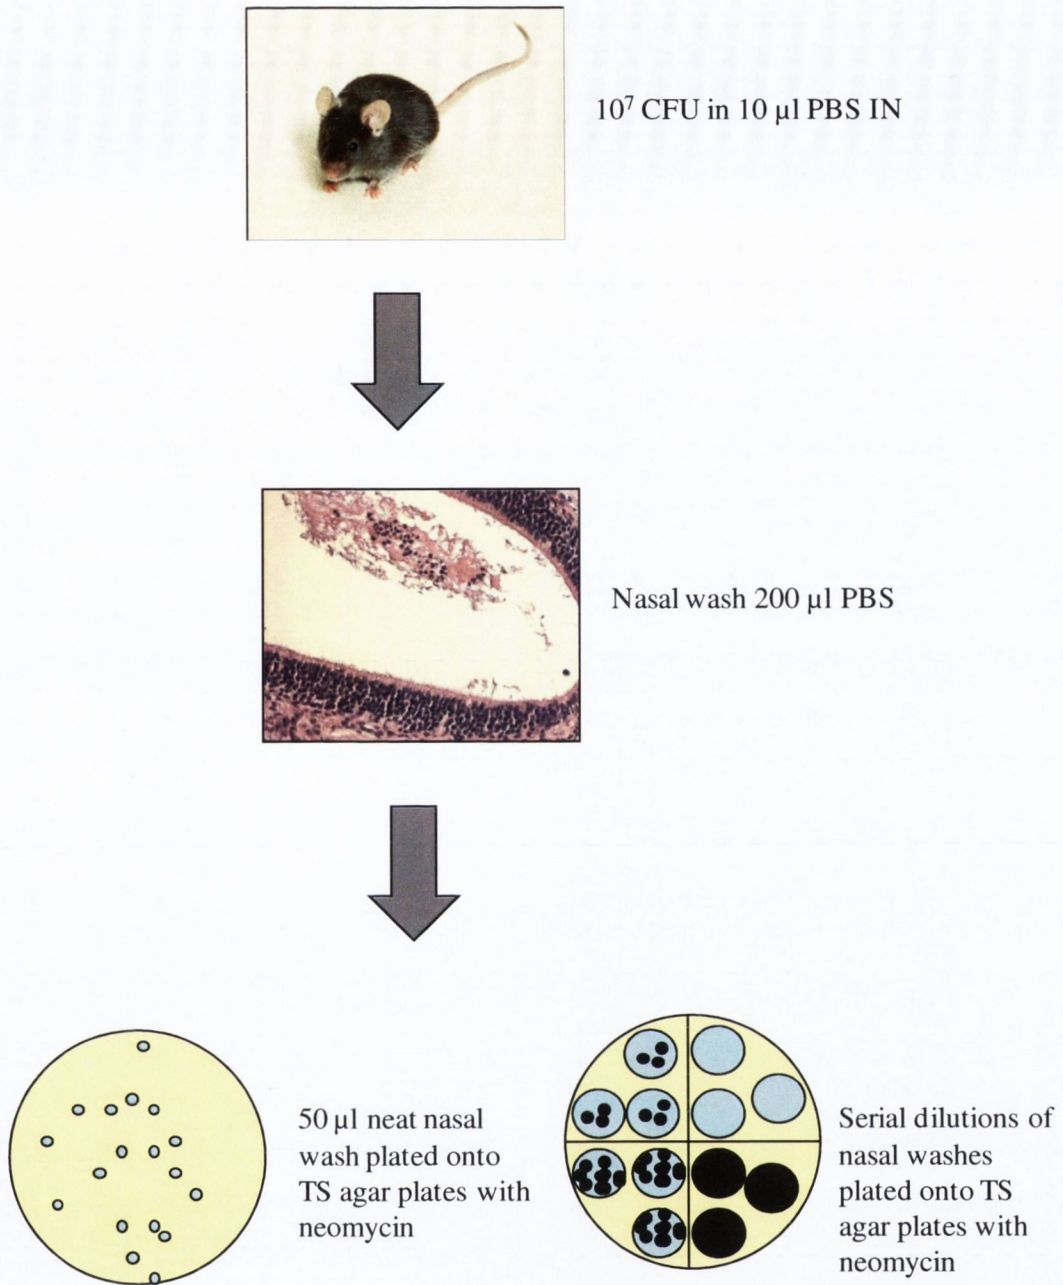 10⁷ CFU in 10 µl PBS IN
Nasal wash 200 µl PBS
50 µl neat nasal
wash plated onto
TS agar plates with
neomycin
Serial dilutions of
nasal washes
plated onto TS
agar plates with
neomycin